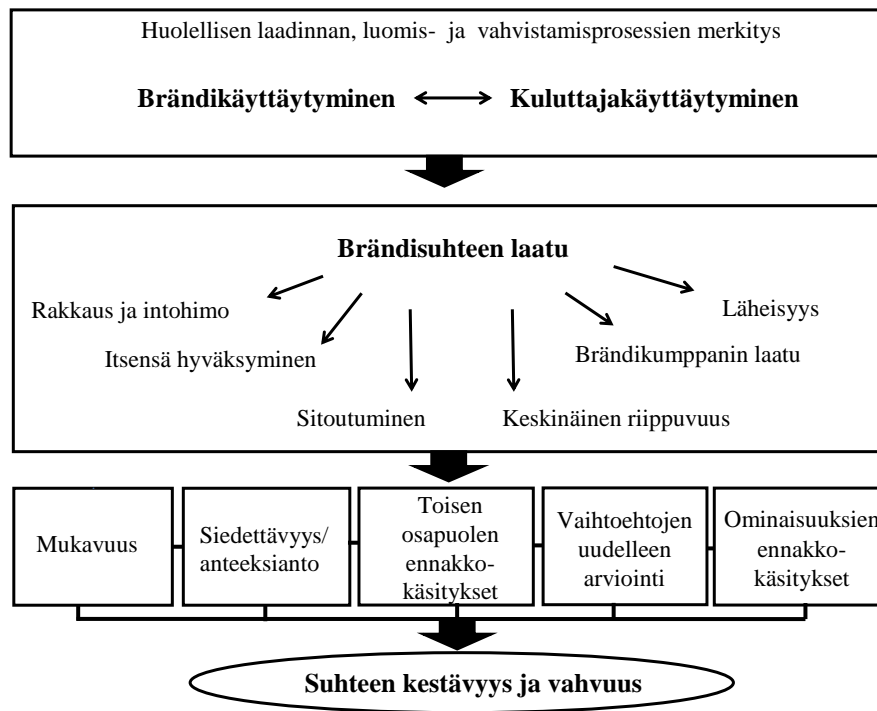 Huolellisen laadinnan, luomis- ja vahvistamisprosessien merkitys
Brändikäyttäytyminen Kuluttajakäyttäytyminen
Brändisuhteen laatu
Rakkaus ja intohimo
Läheisyys
Itsensä hyväksyminen
Brändikumppanin laatu
Sitoutuminen
Keskinäinen riippuvuus
Mukavuus
Siedettävyys/
anteeksianto
Toisen
osapuolen
ennakko-
käsitykset
Vaihtoehtojen
uudelleen
arviointi
Ominaisuuksien
ennakko-
käsitykset
Suhteen kestävyys ja vahvuus